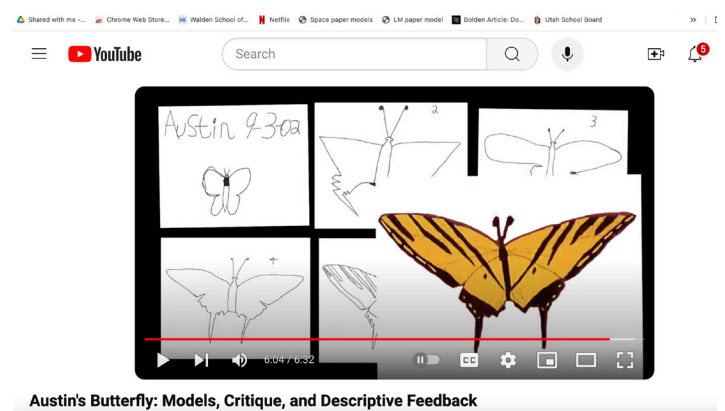 Shared with me -... Chrome Web Store... Walden School of... Netflix Space paper models LM paper model Bolden Article: Do... Utah School Board »
YouTube Search 5
Austin 9-3-02
2
3
4
6:04 / 6:32 CC
Austin's Butterfly: Models, Critique, and Descriptive Feedback